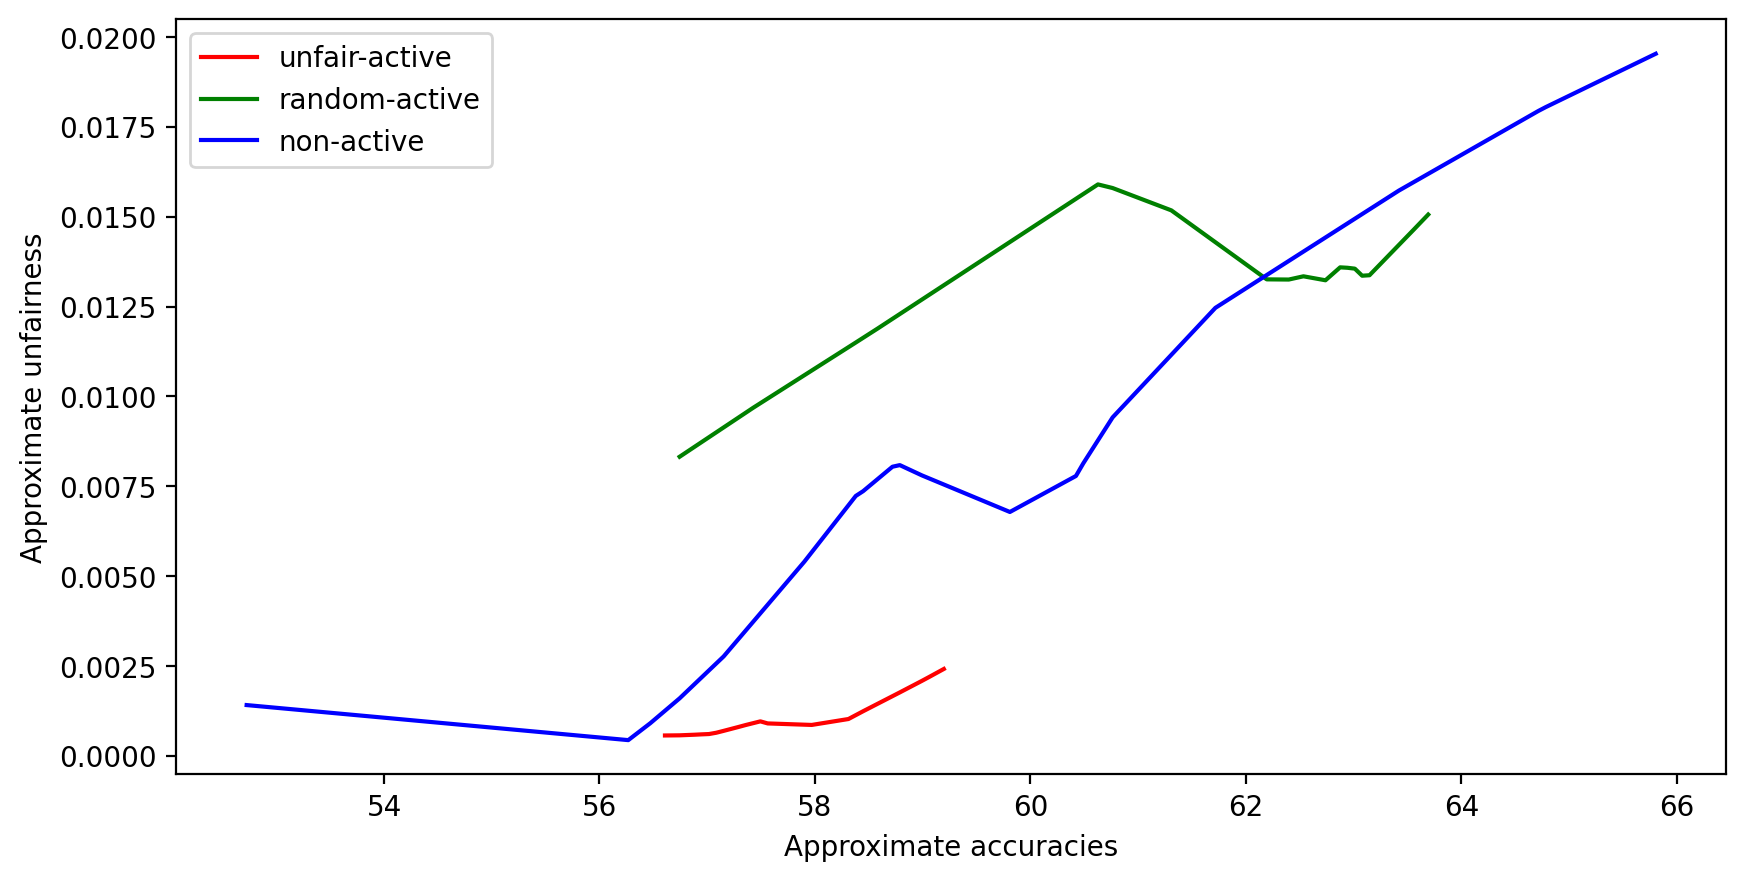 0.0200
0.0175
0.0150
0.0125
0.0100
0.0075
0.0050
0.0025
0.0000
Approximate unfairness
unfair-active
random-active
non-active
54 56 58 60 62 64 66
Approximate accuracies